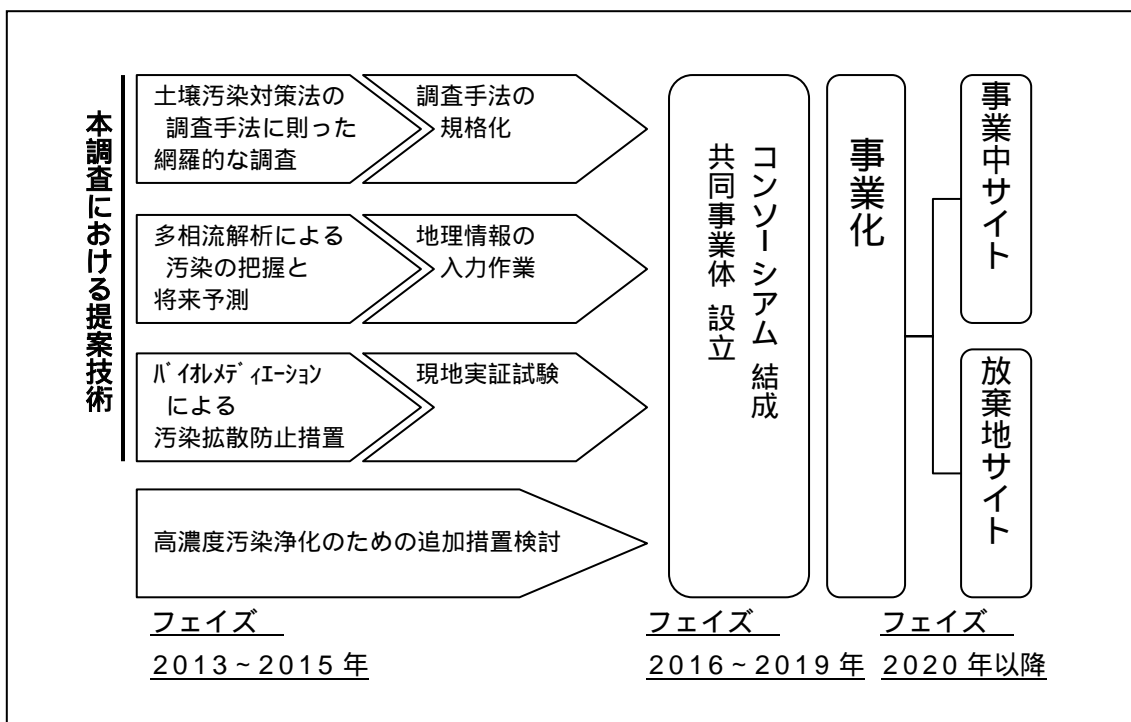 本調査における提案技術
土壌汚染対策法の
調査手法に則った
網羅的な調査
調査手法の
規格化
多相流解析による
汚染の把握と
将来予測
地理情報の
入力作業
バイオレメディエーション
による
汚染拡散防止措置
現地実証試験
高濃度汚染浄化のための追加措置検討
コンソーシアム 結成
共同事業体 設立
事業化
事業中サイト
放棄地サイト
フェイズ
2013~2015年
フェイズ
2016~2019年
フェイズ
2020年以降